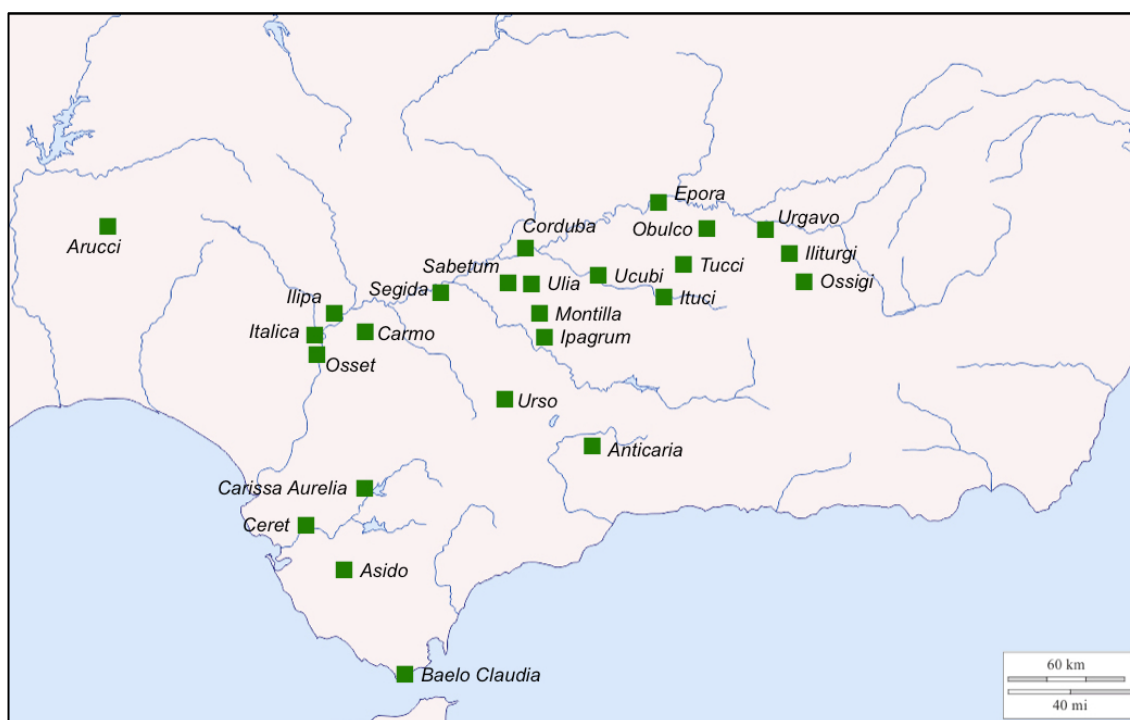 Epora
Corduba
Obulco
Urgavo
Arucci
Sabetum
Tucci
Iliturgi
Segida
Ulia
Ucubi
Ossigi
Ilipa
Ituci
Italica
Carmo
Montilla
Osset
Ipagrum
Urso
Anticaria
Carissa Aurelia
Ceret
Asido
Baelo Claudia
60 km
40 mi